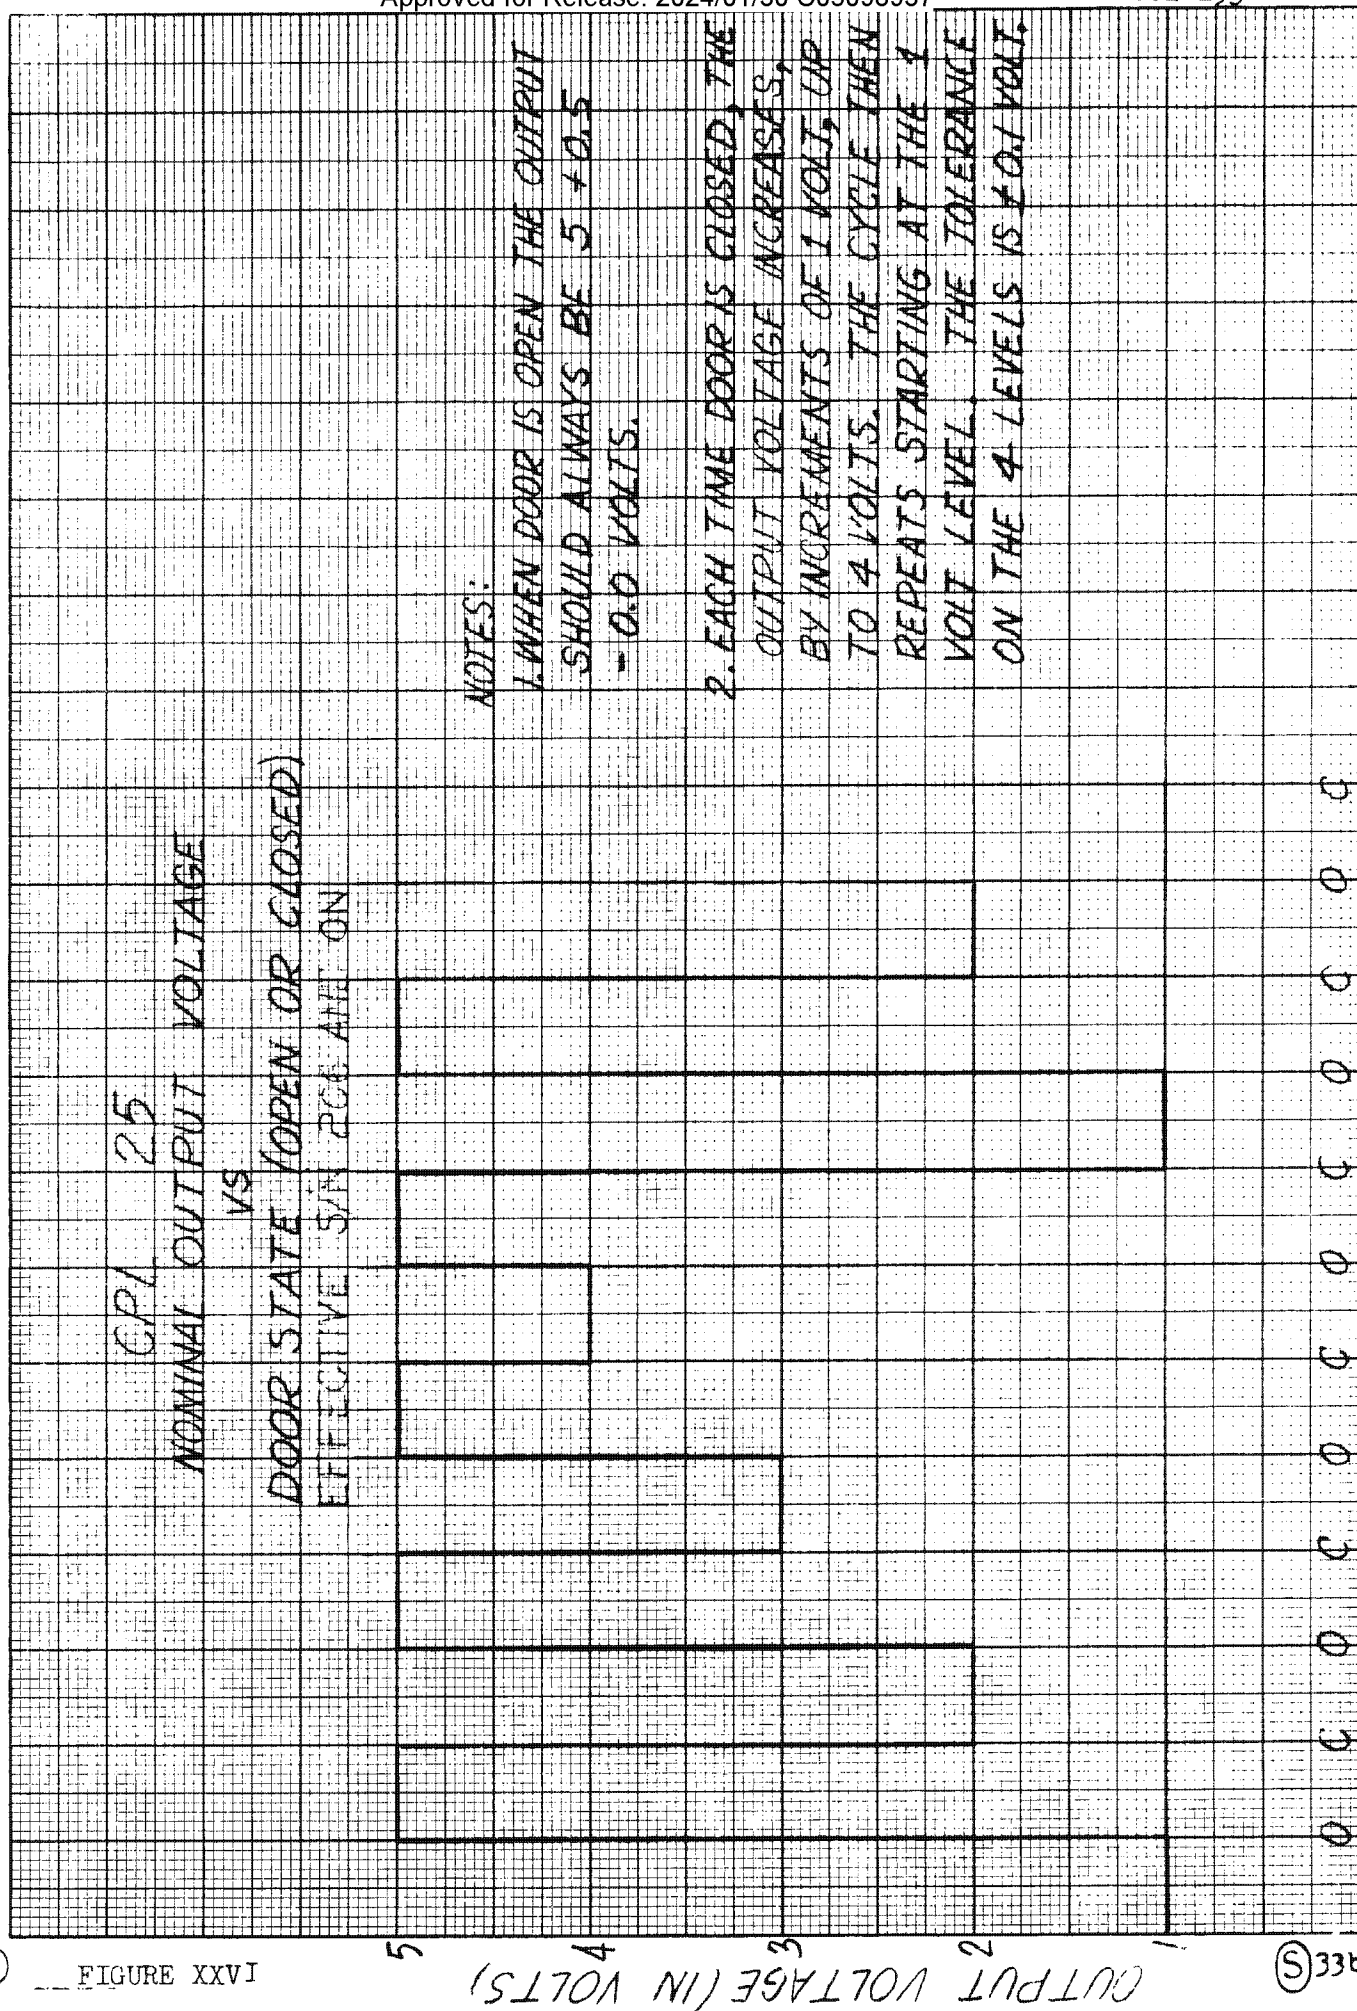 Approved for Release: 2024/01/30
CPL 25
NOMINAL OUTPUT VOLTAGE
VS
DOOR STATE (OPEN OR CLOSED)
EFFECTIVE S/N 206 AND ON
NOTES:
1. WHEN DOOR IS OPEN THE OUTPUT
SHOULD ALWAYS BE 5 +0.5
-0.0 VOLTS.
2. EACH TIME DOOR IS CLOSED, THE
OUTPUT VOLTAGE INCREASES,
BY INCREMENTS OF 1 VOLT, UP
TO 4 VOLTS. THE CYCLE THEN
REPEATS STARTING AT THE 1
VOLT LEVEL. THE TOLERANCE
ON THE 4 LEVELS IS ±0.1 VOLT.
OUTPUT VOLTAGE (IN VOLTS)
5
4
3
2
1
O C O C O C O C O C O C
FIGURE XXVI
S